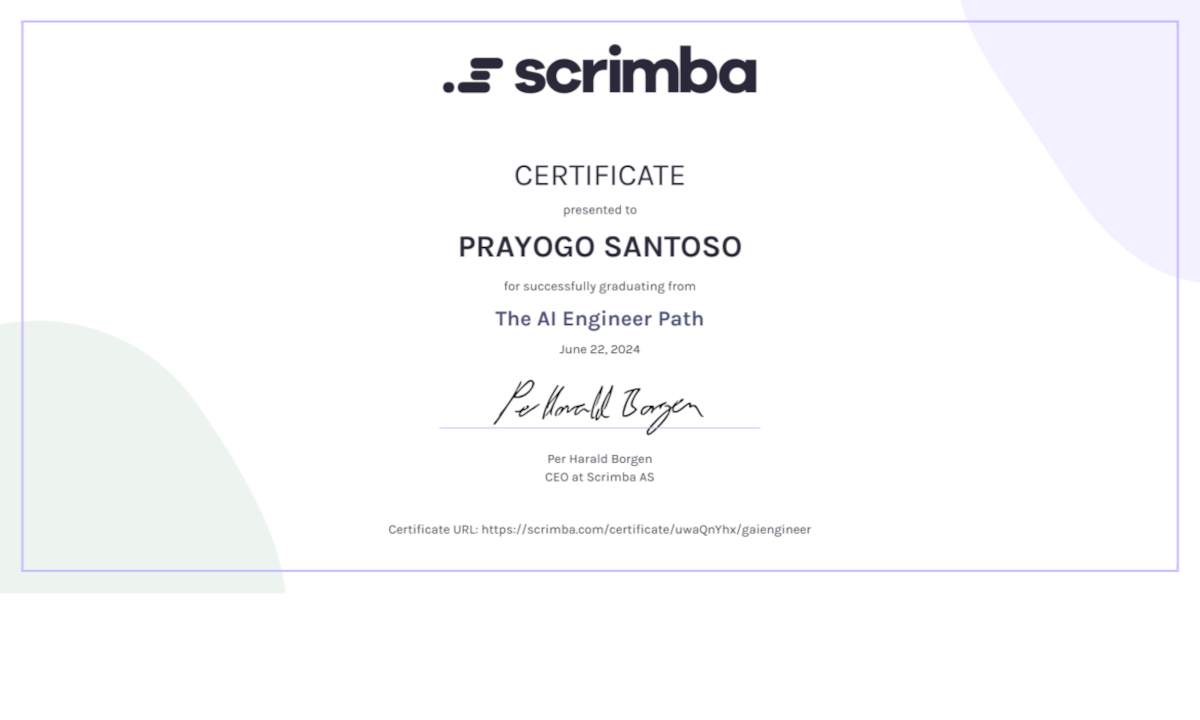 scrimba
CERTIFICATE
presented to
PRAYOGO SANTOSO
for successfully graduating from
The AI Engineer Path
June 22, 2024
Per Harald Borgen
Per Harald Borgen
CEO at Scrimba AS
Certificate URL: https://scrimba.com/certificate/uwaQnYhx/gaiengineer